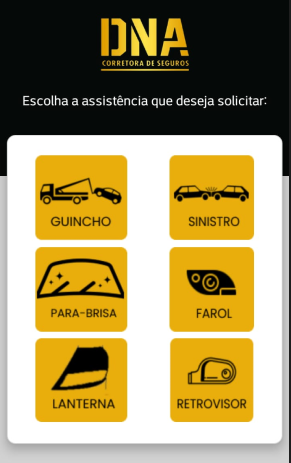 DNA
CORRETORA DE SEGUROS
Escolha a assistência que deseja solicitar:
GUINCHO
SINISTRO
PARA-BRISA
FAROL
LANTERNA
RETROVISOR